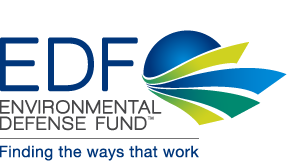 EDF
ENVIRONMENTAL
DEFENSE FUND™
Finding the ways that work